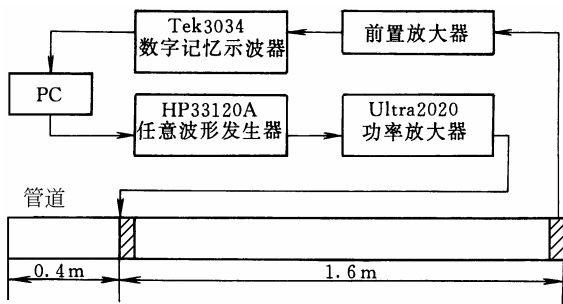 Tek3034
数字记忆示波器
前置放大器
PC
HP33120A
任意波形发生器
Ultra2020
功率放大器
管道
0.4m
1.6m